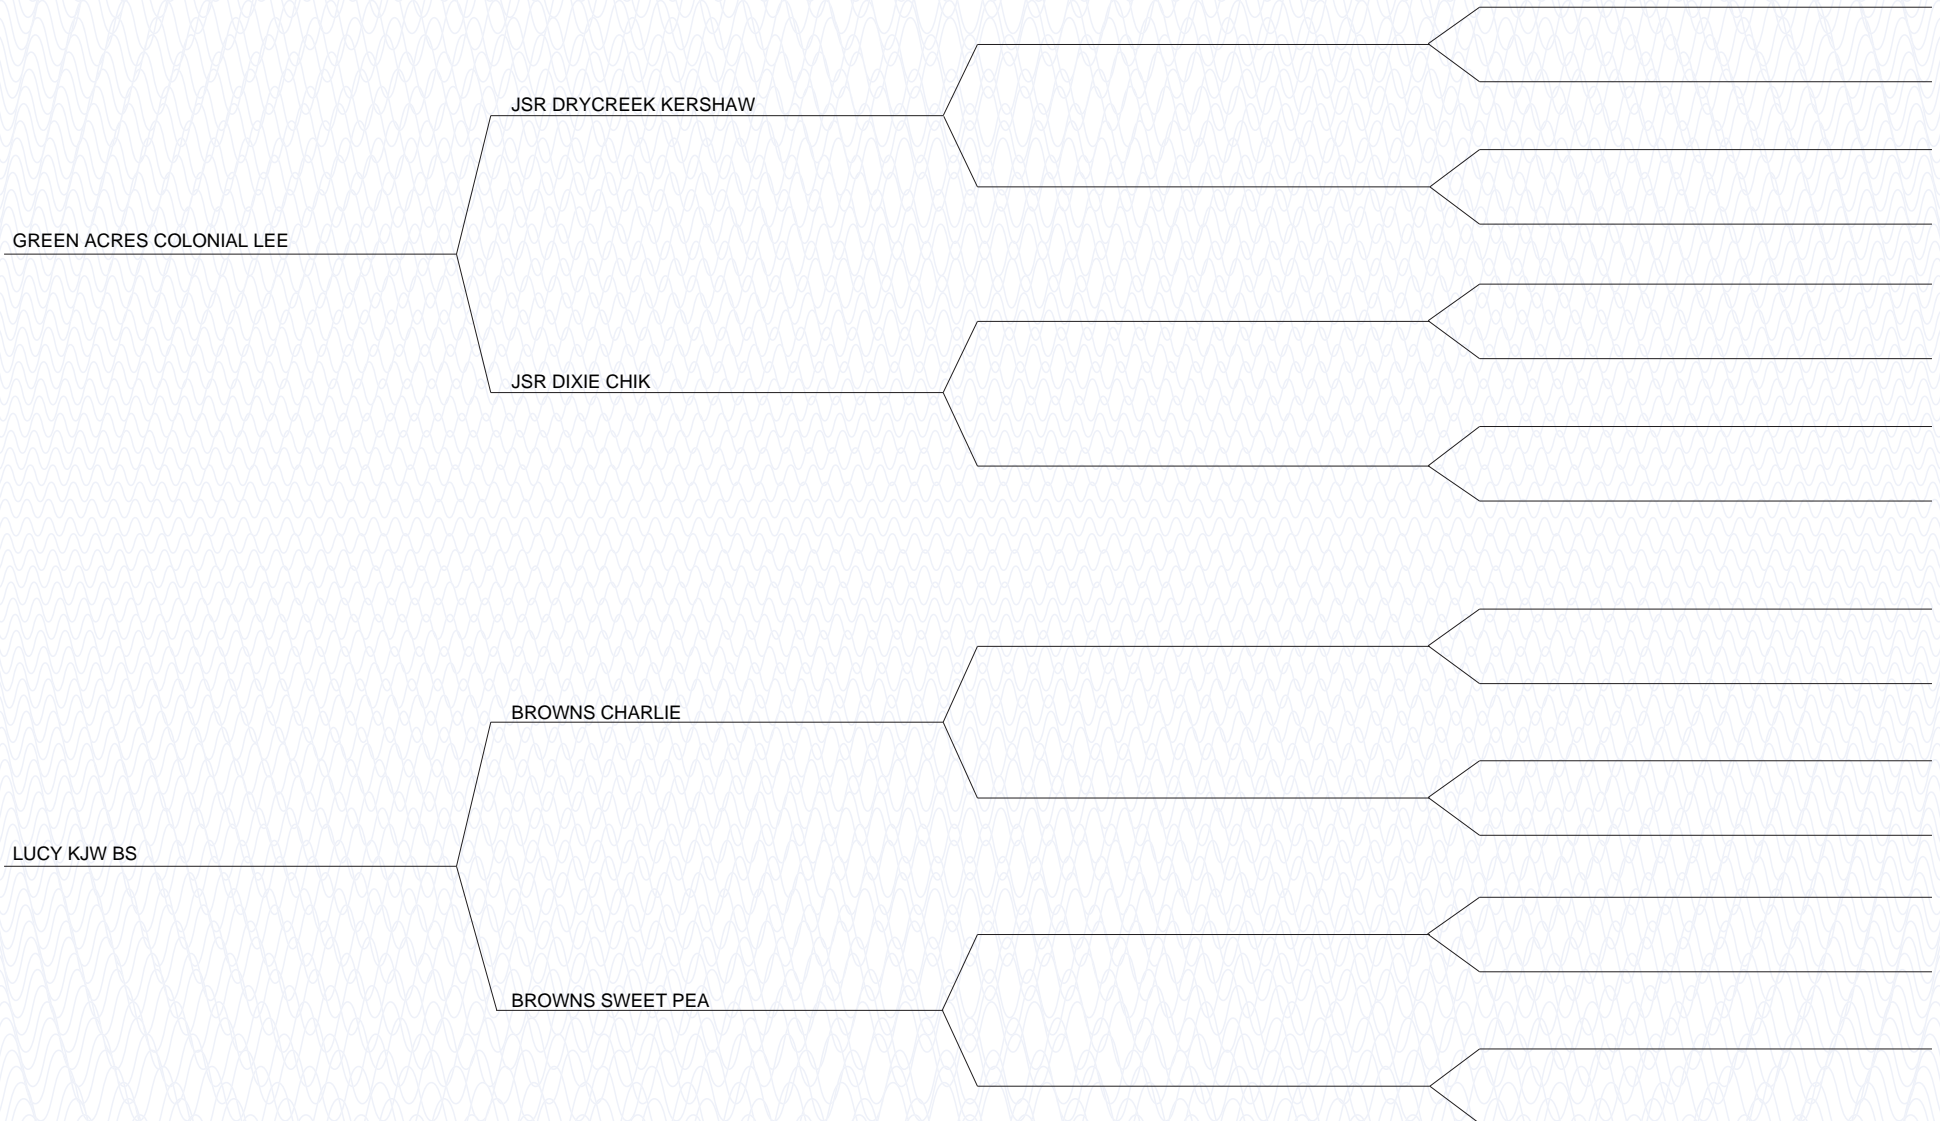 JSR DRYCREEK KERSHAW
GREEN ACRES COLONIAL LEE
JSR DIXIE CHIK
BROWNS CHARLIE
LUCY KJW BS
BROWNS SWEET PEA